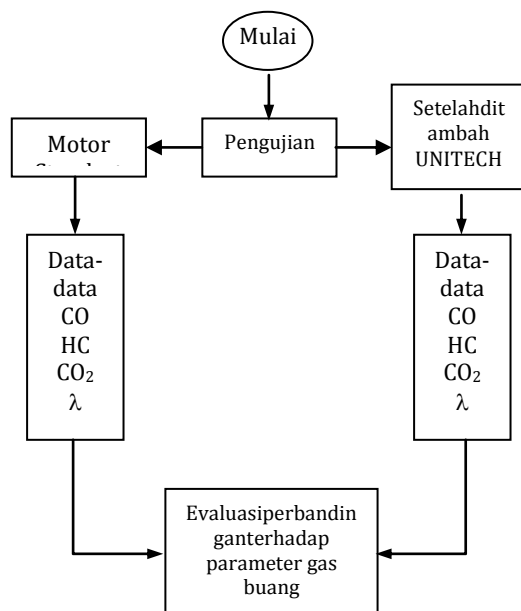 Mulai
Pengujian
Motor
Setelahdit
ambah
UNITECH
Data-
data
CO
HC
CO₂
λ
Data-
data
CO
HC
CO₂
λ
Evaluasiperbandin
ganterhadap
parameter gas
buang